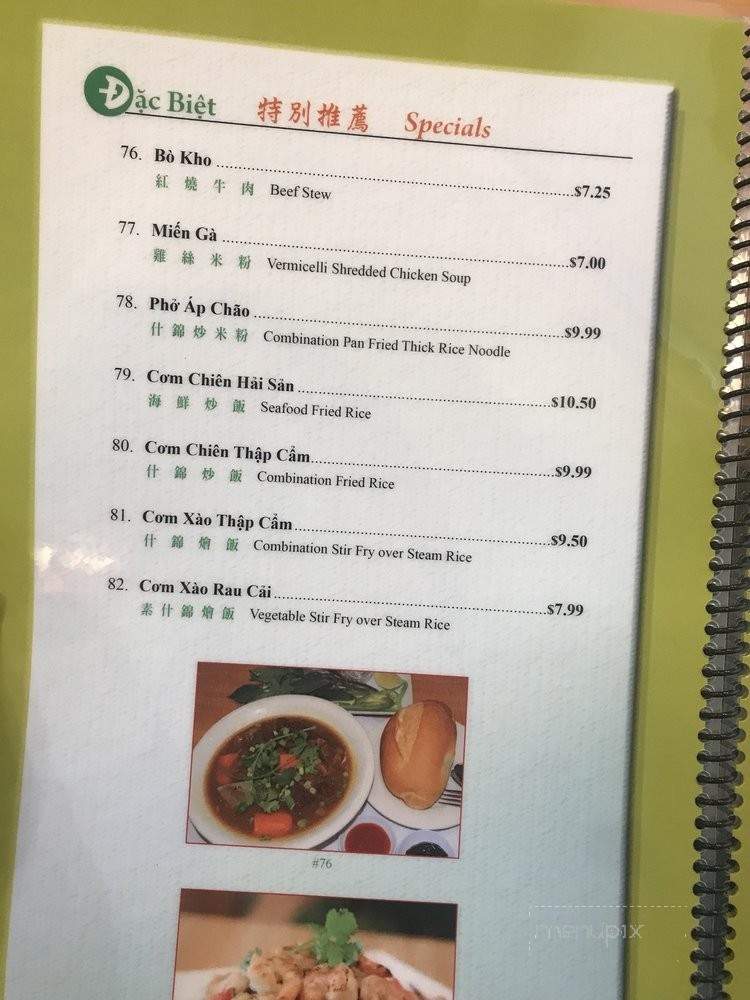 Đặc Biệt 特別推薦 Specials
76. Bò Kho ................ $7.25
紅燒牛肉 Beef Stew
77. Miến Gà ................ $7.00
雞絲米粉 Vermicelli Shredded Chicken Soup
78. Phở Áp Chão ................ $9.99
什錦炒米粉 Combination Pan Fried Thick Rice Noodle
79. Cơm Chiên Hải Sản ................ $10.50
海鮮炒飯 Seafood Fried Rice
80. Cơm Chiên Thập Cẩm ................ $9.99
什錦炒飯 Combination Fried Rice
81. Cơm Xào Thập Cẩm ................ $9.50
什錦燴飯 Combination Stir Fry over Steam Rice
82. Cơm Xào Rau Cải ................ $7.99
素什錦燴飯 Vegetable Stir Fry over Steam Rice
#76
menupix